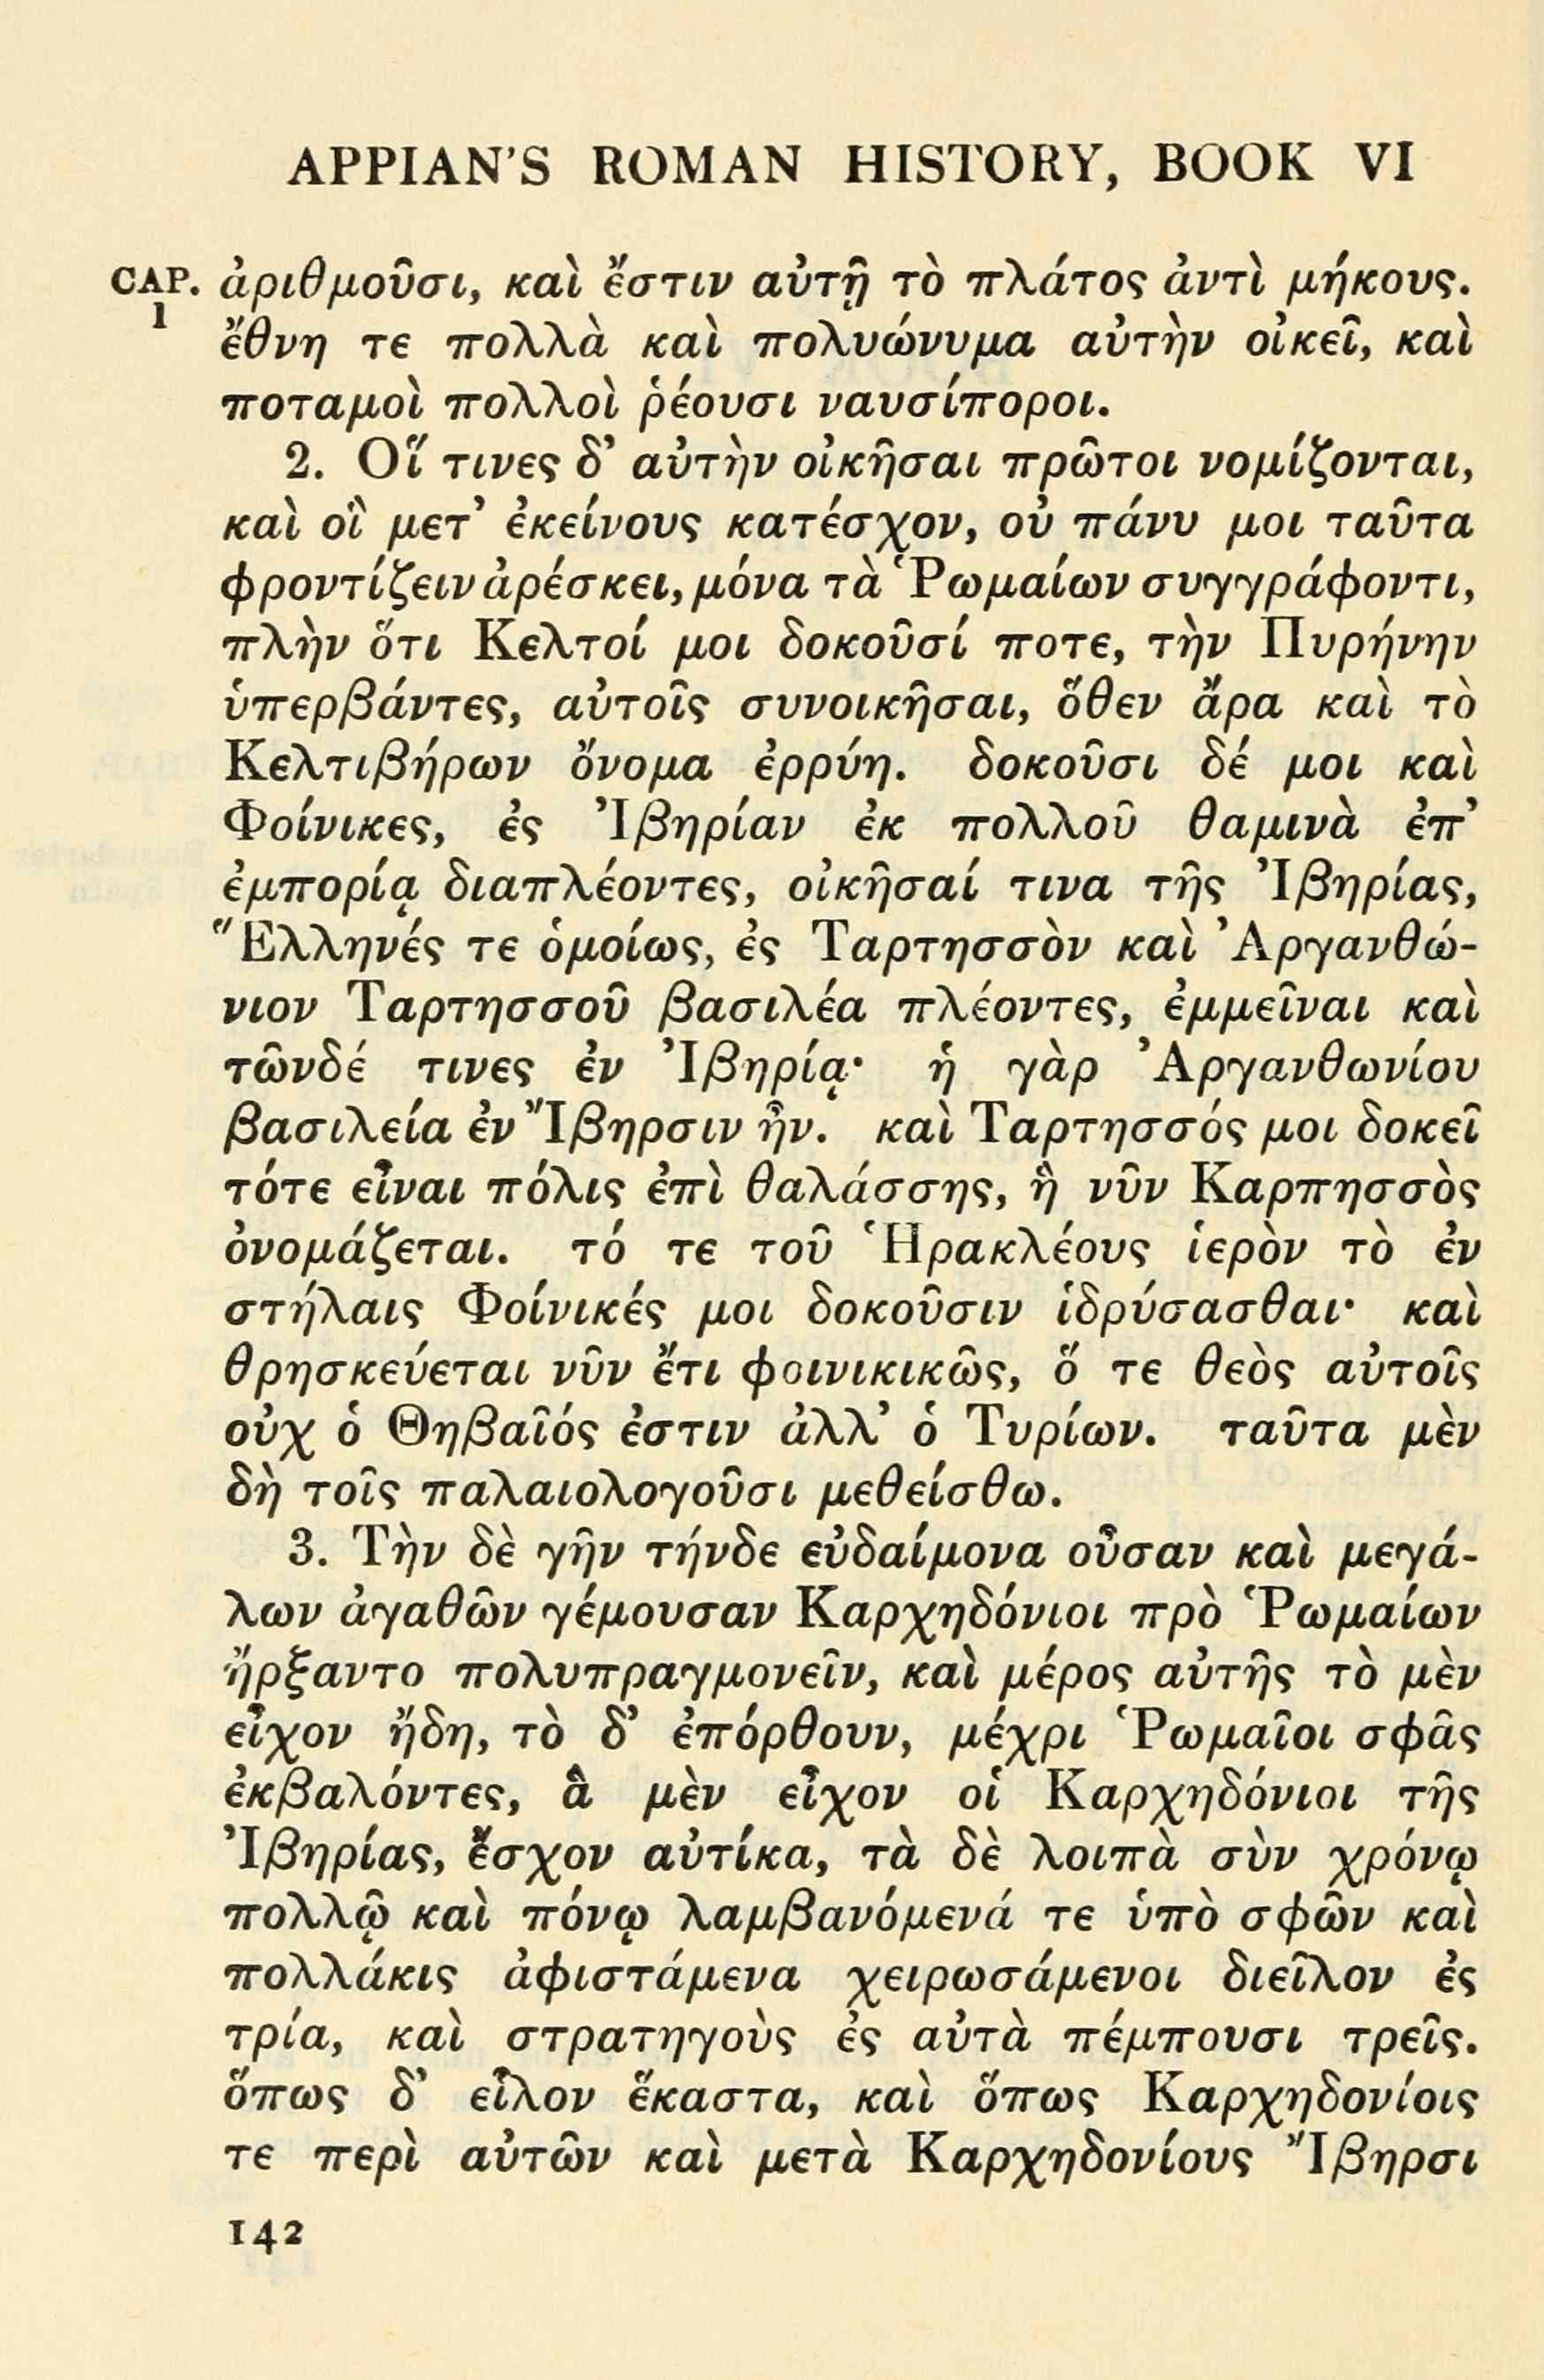 APPIAN'S ROMAN HISTORY, BOOK VI
CAP. ἀριθμοῦσι, καὶ ἔστιν αὐτῇ τὸ πλάτος ἀντὶ μήκους.
1
ἔθνη τε πολλὰ καὶ πολυώνυμα αὐτὴν οἰκεῖ, καὶ
ποταμοὶ πολλοὶ ῥέουσι ναυσίποροι.
2. Οἵ τινες δ' αὐτὴν οἰκῆσαι πρῶτοι νομίζονται,
καὶ οἳ μετ' ἐκείνους κατέσχον, οὐ πάνυ μοι ταῦτα
φροντίζειν ἀρέσκει, μόνα τὰ Ῥωμαίων συγγράφοντι,
πλὴν ὅτι Κελτοί μοι δοκοῦσί ποτε, τὴν Πυρήνην
ὑπερβάντες, αὐτοῖς συνοικῆσαι, ὅθεν ἄρα καὶ τὸ
Κελτιβήρων ὄνομα ἐρρύη. δοκοῦσι δέ μοι καὶ
Φοίνικες, ἐς Ἰβηρίαν ἐκ πολλοῦ θαμινὰ ἐπ'
ἐμπορίᾳ διαπλέοντες, οἰκῆσαί τινα τῆς Ἰβηρίας,
Ἕλληνές τε ὁμοίως, ἐς Ταρτησσὸν καὶ Ἀργανθώ-
νιον Ταρτησσοῦ βασιλέα πλέοντες, ἐμμεῖναι καὶ
τῶνδέ τινες ἐν Ἰβηρίᾳ· ἡ γὰρ Ἀργανθωνίου
βασιλεία ἐν Ἴβηρσιν ἦν. καὶ Ταρτησσός μοι δοκεῖ
τότε εἶναι πόλις ἐπὶ θαλάσσης, ἣ νῦν Καρπησσὸς
ὀνομάζεται. τό τε τοῦ Ἡρακλέους ἱερὸν τὸ ἐν
στήλαις Φοίνικές μοι δοκοῦσιν ἱδρύσασθαι· καὶ
θρησκεύεται νῦν ἔτι φοινικικῶς, ὅ τε θεὸς αὐτοῖς
οὐχ ὁ Θηβαῖός ἐστιν ἀλλ' ὁ Τυρίων. ταῦτα μὲν
δὴ τοῖς παλαιολογοῦσι μεθείσθω.
3. Τὴν δὲ γῆν τήνδε εὐδαίμονα οὖσαν καὶ μεγά-
λων ἀγαθῶν γέμουσαν Καρχηδόνιοι πρὸ Ῥωμαίων
ἤρξαντο πολυπραγμονεῖν, καὶ μέρος αὐτῆς τὸ μὲν
εἶχον ἤδη, τὸ δ' ἐπόρθουν, μέχρι Ῥωμαῖοι σφᾶς
ἐκβαλόντες, ἃ μὲν εἶχον οἱ Καρχηδόνιοι τῆς
Ἰβηρίας, ἔσχον αὐτίκα, τὰ δὲ λοιπὰ σὺν χρόνῳ
πολλῷ καὶ πόνῳ λαμβανόμενά τε ὑπὸ σφῶν καὶ
πολλάκις ἀφιστάμενα χειρωσάμενοι διεῖλον ἐς
τρία, καὶ στρατηγοὺς ἐς αὐτὰ πέμπουσι τρεῖς.
ὅπως δ' εἷλον ἕκαστα, καὶ ὅπως Καρχηδονίοις
τε περὶ αὐτῶν καὶ μετὰ Καρχηδονίους Ἴβηρσι
142